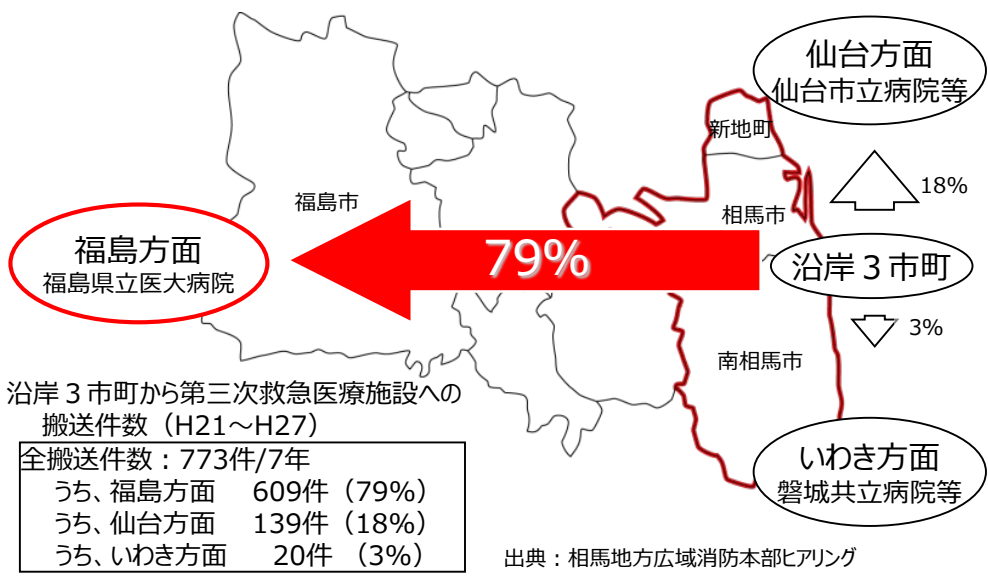 仙台方面
仙台市立病院等
新地町
18%
福島市
相馬市
福島方面
福島県立医大病院
79%
沿岸３市町
3%
南相馬市
沿岸３市町から第三次救急医療施設への
搬送件数（H21～H27）
全搬送件数：773件/7年
うち、福島方面　609件（79%）
うち、仙台方面　139件（18%）
うち、いわき方面　20件（3%）
いわき方面
磐城共立病院等
出典：相馬地方広域消防本部ﾋｱﾘﾝｸﾞ